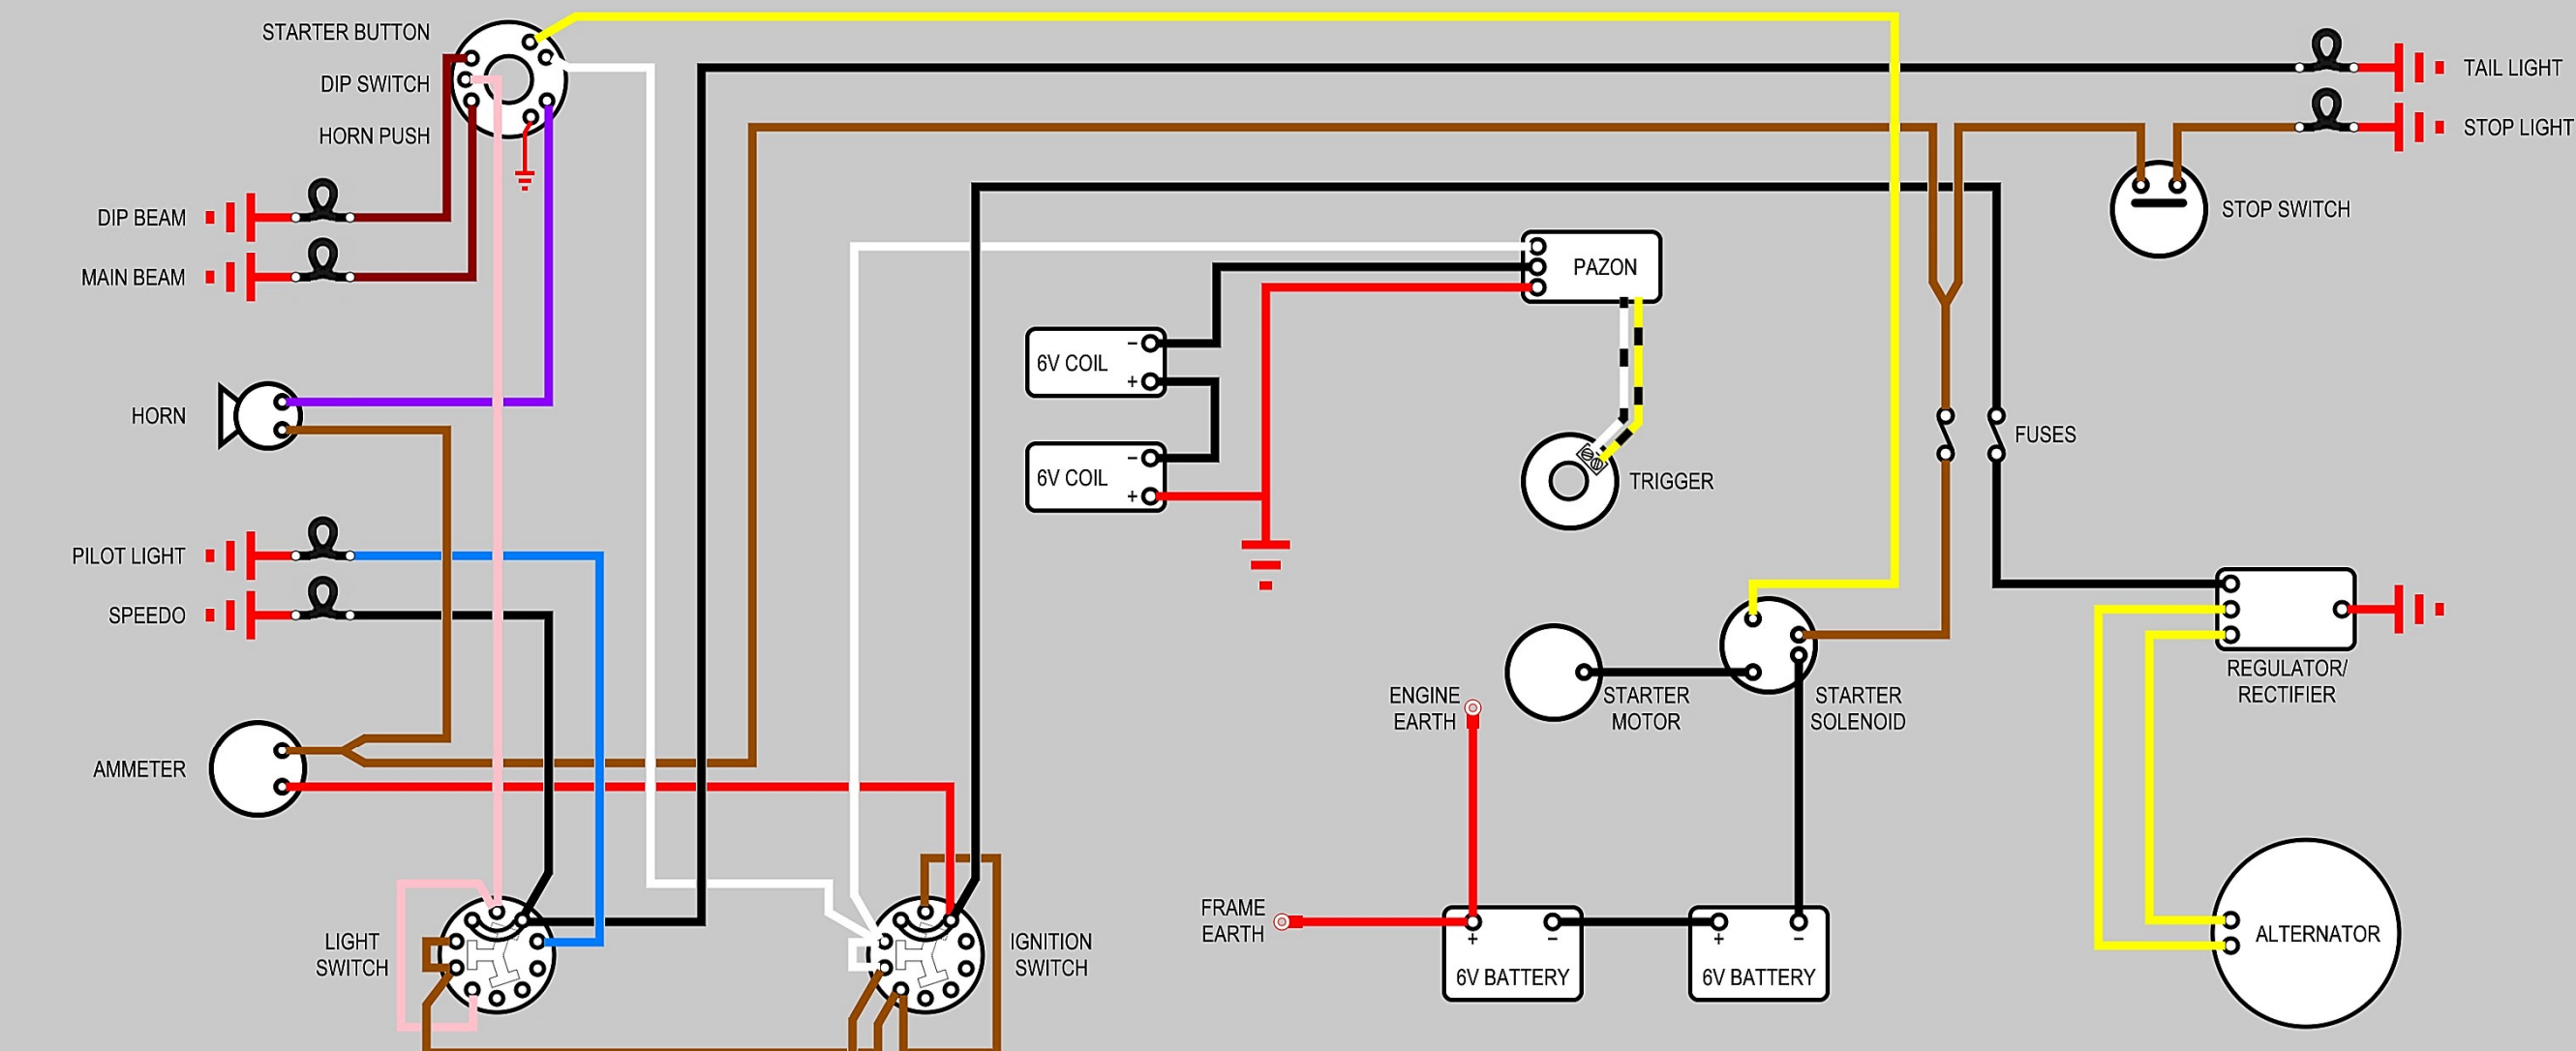 STARTER BUTTON
DIP SWITCH
HORN PUSH
TAIL LIGHT
STOP LIGHT
DIP BEAM
STOP SWITCH
MAIN BEAM
PAZON
6V COIL
−
+
HORN
FUSES
6V COIL
−
+
TRIGGER
PILOT LIGHT
SPEEDO
REGULATOR/
RECTIFIER
ENGINE
EARTH
STARTER
MOTOR
STARTER
SOLENOID
AMMETER
FRAME
EARTH
LIGHT
SWITCH
IGNITION
SWITCH
+ −
6V BATTERY
+ −
6V BATTERY
ALTERNATOR